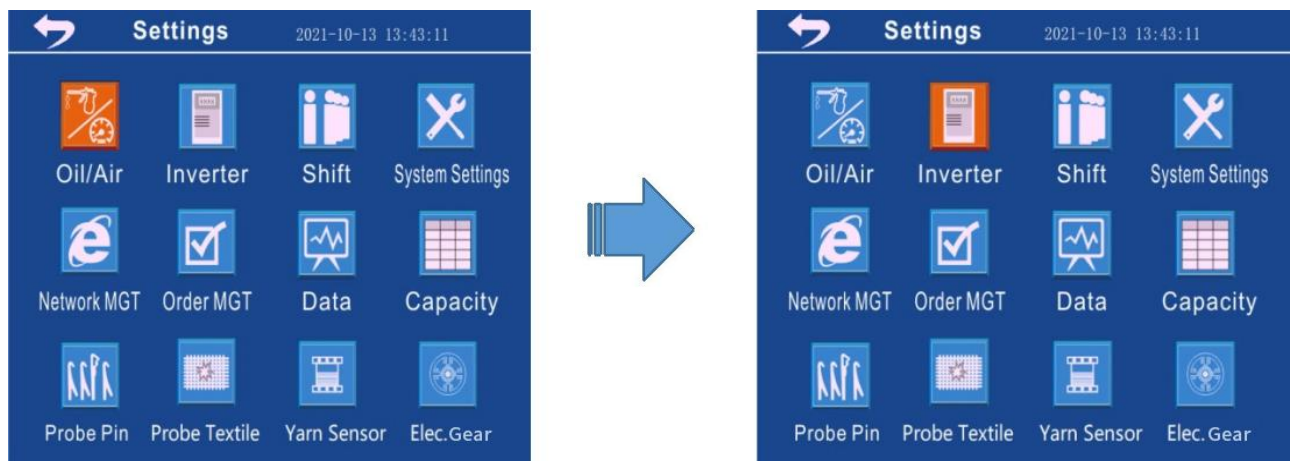 Settings 2021-10-13 13:43:11
Oil/Air Inverter Shift System Settings
Network MGT Order MGT Data Capacity
Probe Pin Probe Textile Yarn Sensor Elec.Gear
Settings 2021-10-13 13:43:11
Oil/Air Inverter Shift System Settings
Network MGT Order MGT Data Capacity
Probe Pin Probe Textile Yarn Sensor Elec.Gear